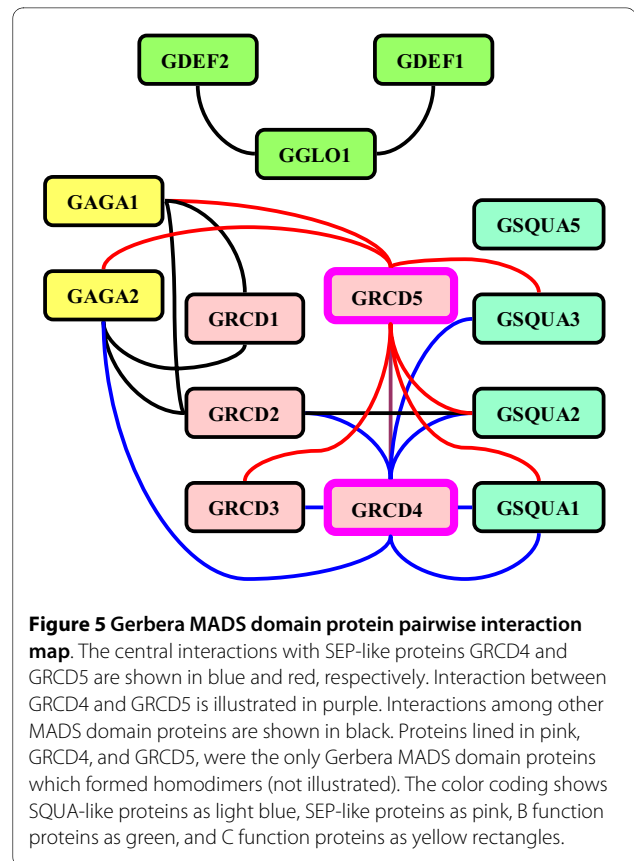 GDEF2 GDEF1
GGLO1
GAGA1
GSQUA5
GAGA2 GRCD1 GRCD5 GSQUA3
GRCD2 GSQUA2
GRCD3 GRCD4 GSQUA1
Figure 5 Gerbera MADS domain protein pairwise interaction
map. The central interactions with SEP-like proteins GRCD4 and
GRCD5 are shown in blue and red, respectively. Interaction between
GRCD4 and GRCD5 is illustrated in purple. Interactions among other
MADS domain proteins are shown in black. Proteins lined in pink,
GRCD4, and GRCD5, were the only Gerbera MADS domain proteins
which formed homodimers (not illustrated). The color coding shows
SQUA-like proteins as light blue, SEP-like proteins as pink, B function
proteins as green, and C function proteins as yellow rectangles.